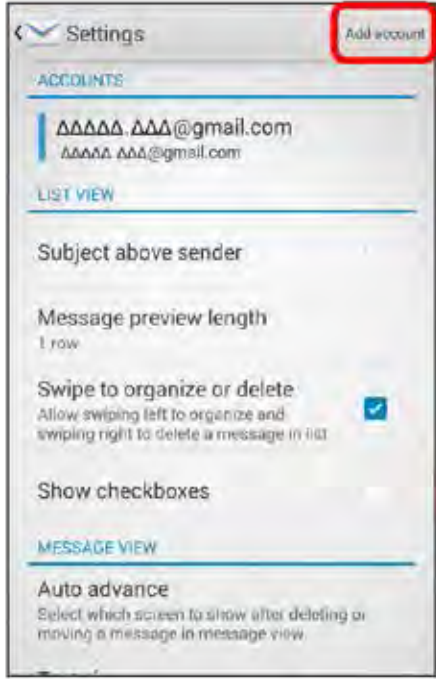 Settings
Add account
ACCOUNTS
ΔΔΔΔΔ.ΔΔΔ@gmail.com
ΔΔΔΔΔ.ΔΔΔ@gmail.com
LIST VIEW
Subject above sender
Message preview length
1 row
Swipe to organize or delete
Allow swiping left to organize and
swiping right to delete a message in list
Show checkboxes
MESSAGE VIEW
Auto advance
Select which screen to show after deleting or
moving a message in message view